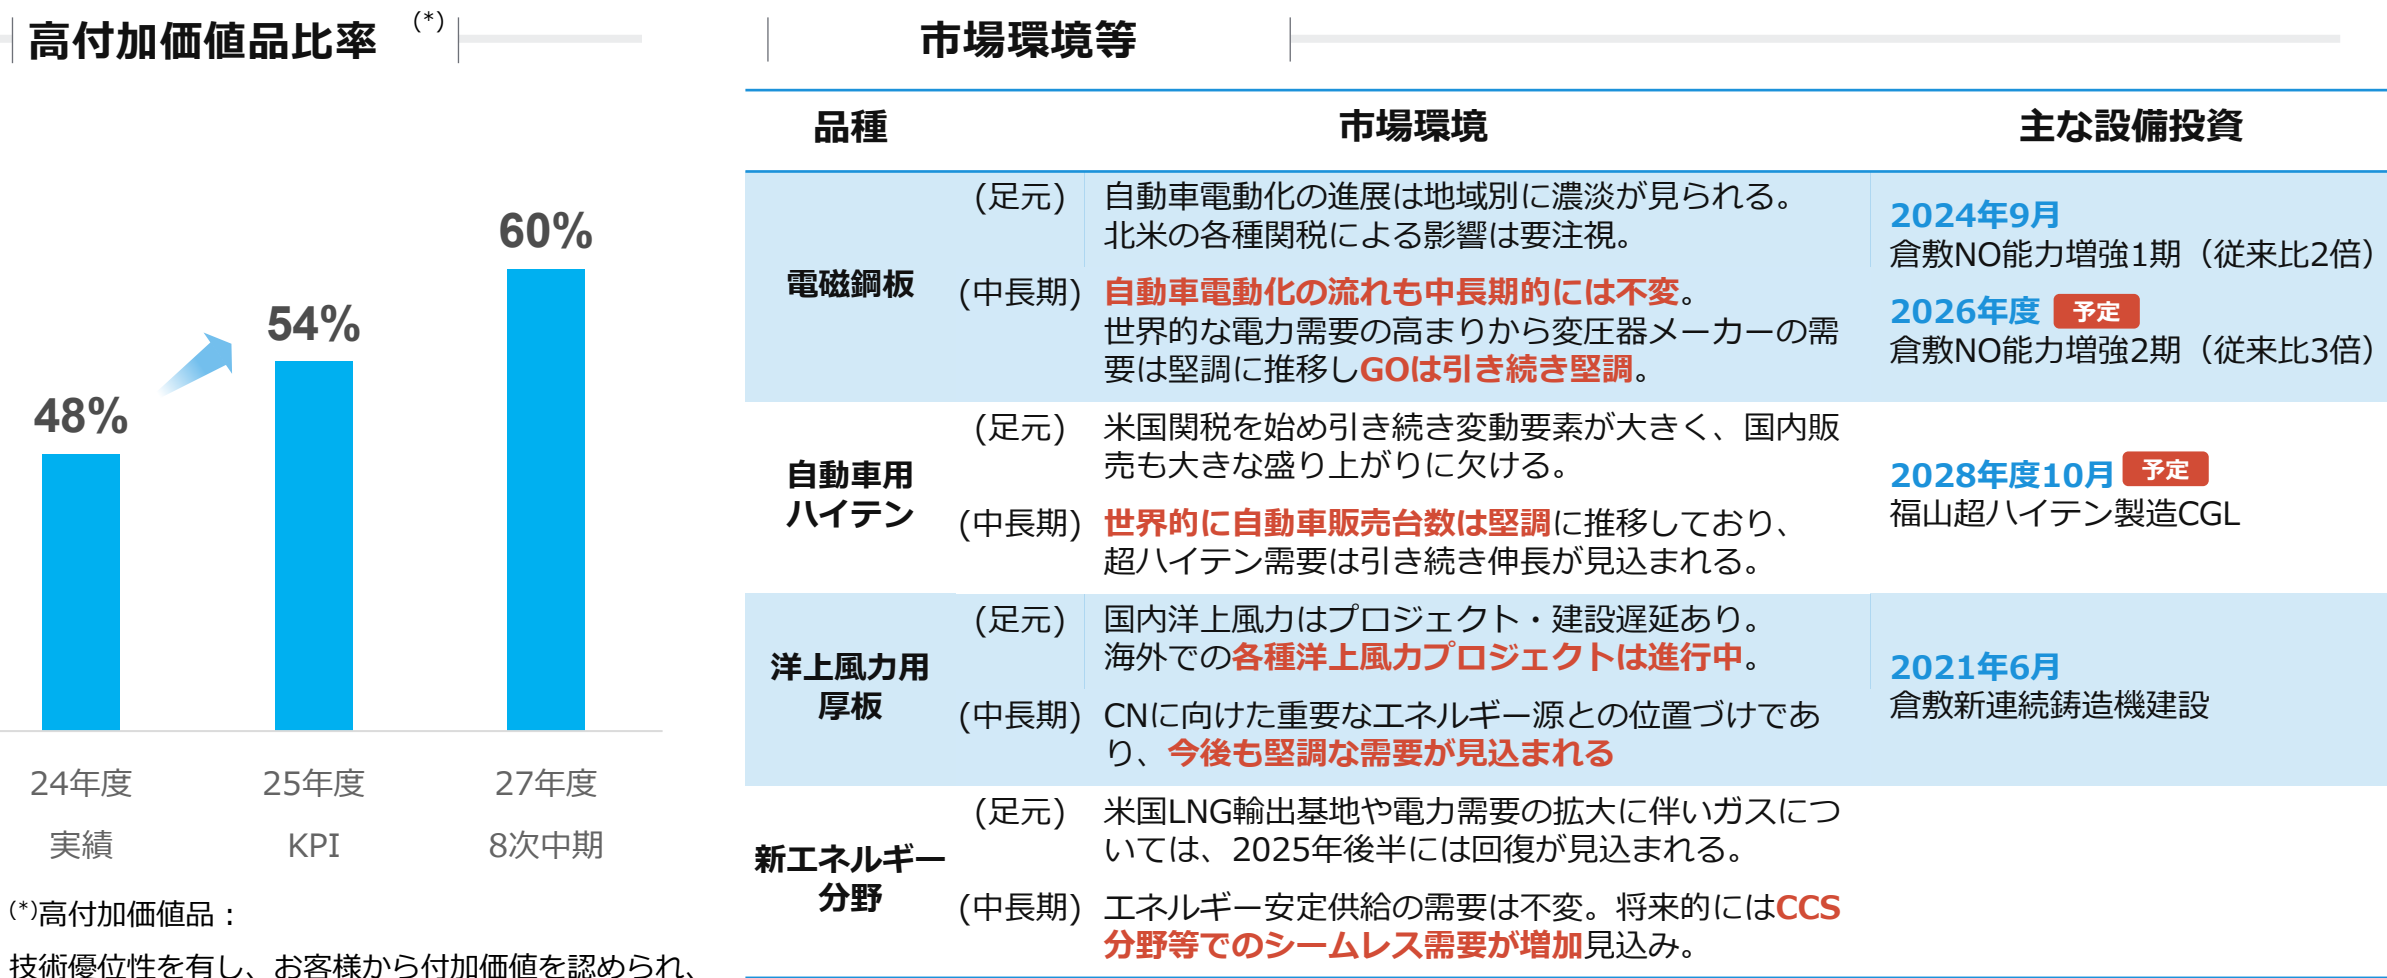 高付加価値品比率 (*)
60%
54%
48%
24年度
25年度
27年度
実績
KPI
8次中期
(*)高付加価値品：
技術優位性を有し、お客様から付加価値を認められ、
市場環境等
品種
市場環境
主な設備投資
電磁鋼板
(足元)
自動車電動化の進展は地域別に濃淡が見られる。
北米の各種関税による影響は要注視。
(中長期)
自動車電動化の流れも中長期的には不変。
世界的な電力需要の高まりから変圧器メーカーの需
要は堅調に推移しGOは引き続き堅調。
2024年9月
倉敷NO能力増強1期（従来比2倍）
2026年度 予定
倉敷NO能力増強2期（従来比3倍）
自動車用
ハイテン
(足元)
米国関税を始め引き続き変動要素が大きく、国内販
売も大きな盛り上がりに欠ける。
(中長期)
世界的に自動車販売台数は堅調に推移しており、
超ハイテン需要は引き続き伸長が見込まれる。
2028年度10月 予定
福山超ハイテン製造CGL
洋上風力用
厚板
(足元)
国内洋上風力はプロジェクト・建設遅延あり。
海外での各種洋上風力プロジェクトは進行中。
(中長期)
CNに向けた重要なエネルギー源との位置づけであ
り、今後も堅調な需要が見込まれる
2021年6月
倉敷新連続鋳造機建設
新エネルギー
分野
(足元)
米国LNG輸出基地や電力需要の拡大に伴いガスにつ
いては、2025年後半には回復が見込まれる。
(中長期)
エネルギー安定供給の需要は不変。将来的にはCCS
分野等でのシームレス需要が増加見込み。